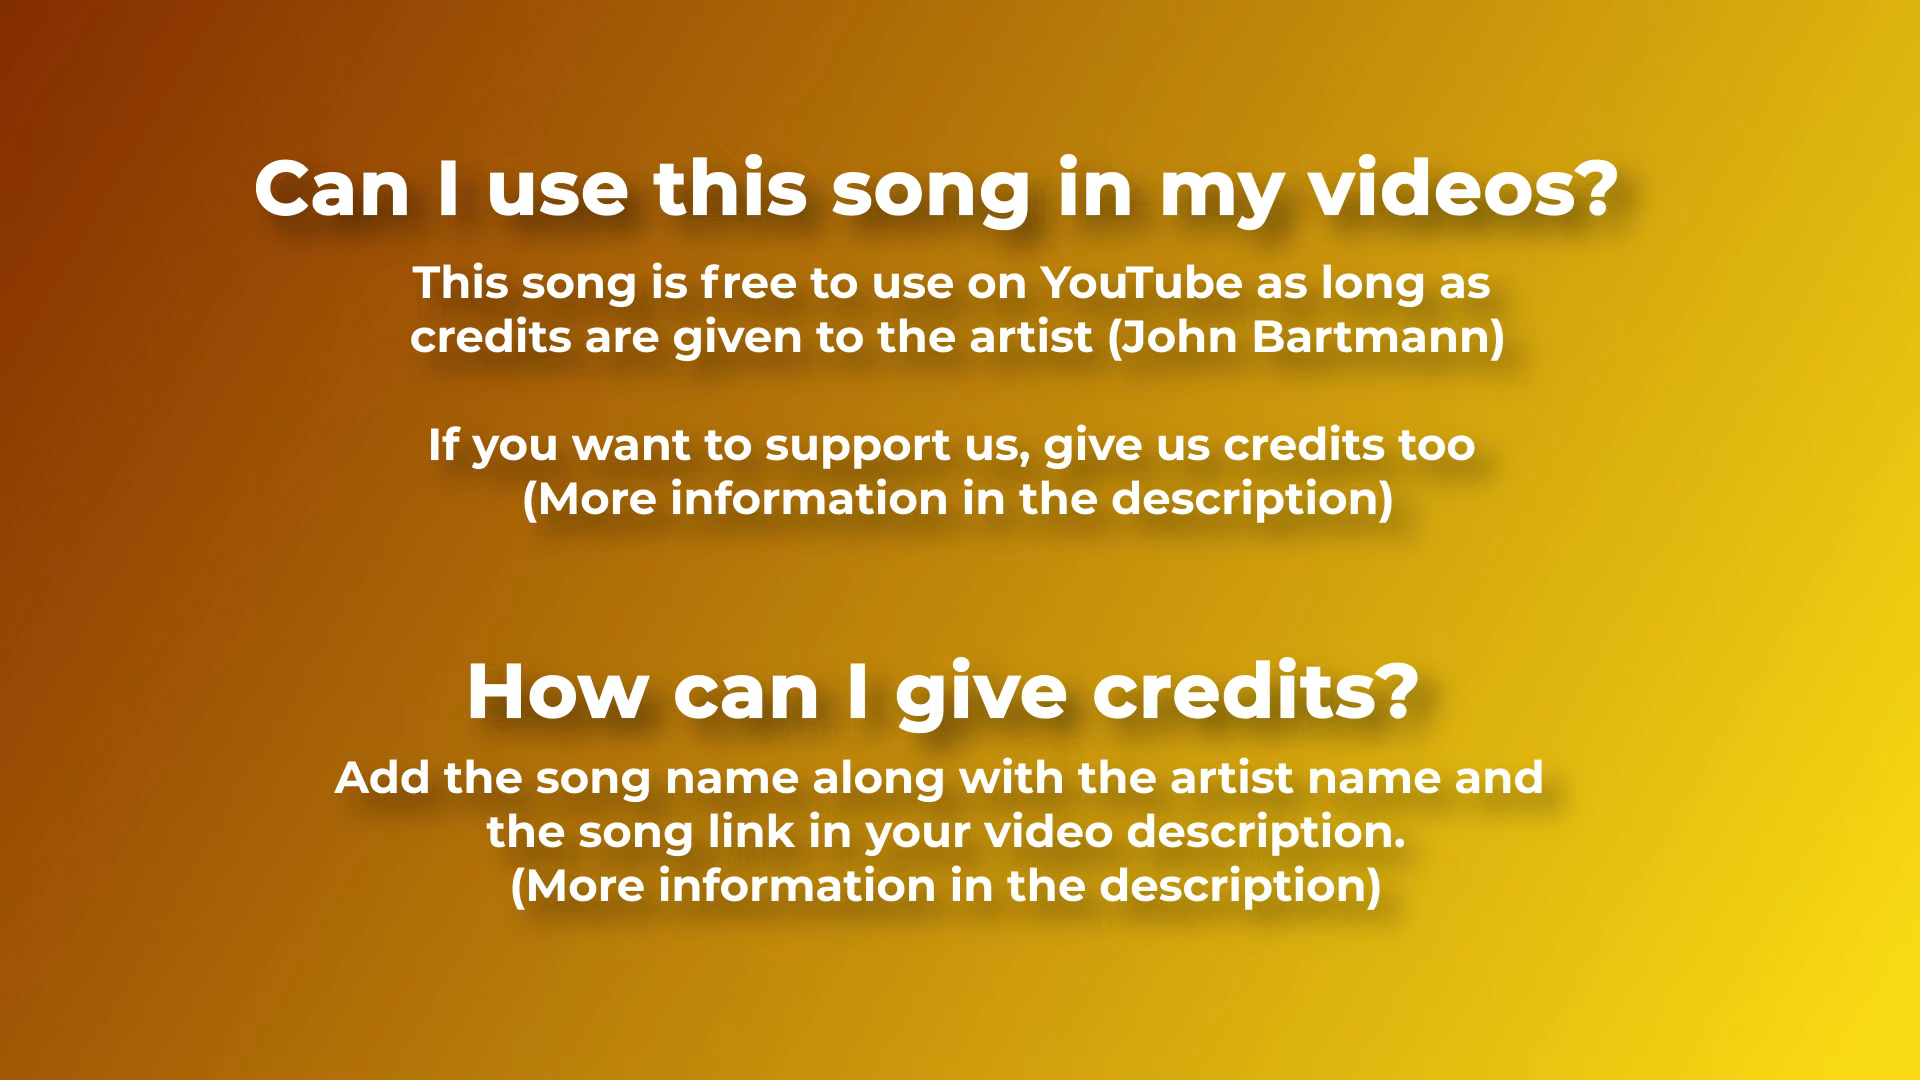 Can I use this song in my videos?
This song is free to use on YouTube as long as
credits are given to the artist (John Bartmann)
If you want to support us, give us credits too
(More information in the description)
How can I give credits?
Add the song name along with the artist name and
the song link in your video description.
(More information in the description)